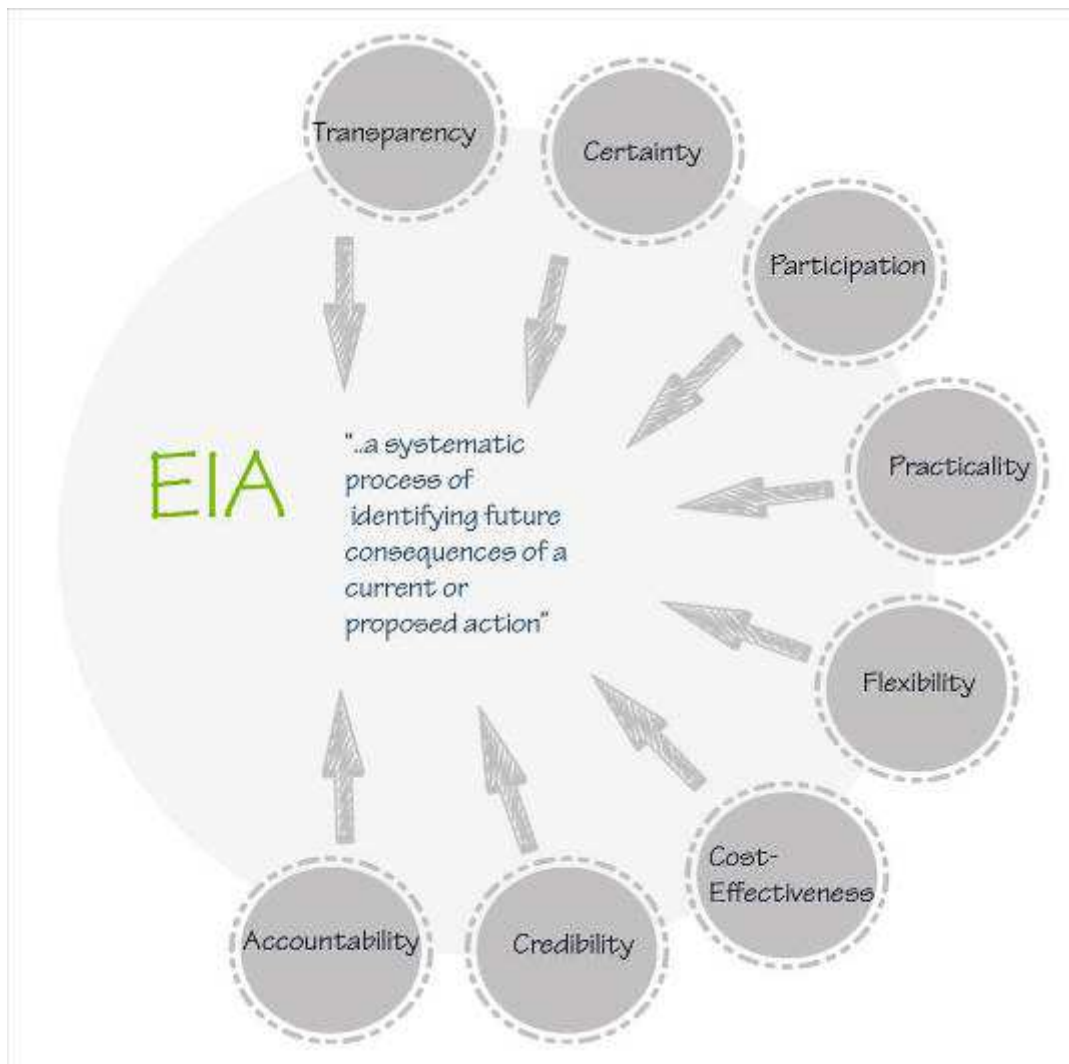 Transparency
Certainty
Participation
Practicality
EIA
"..a systematic
process of
identifying future
consequences of a
current or
proposed action"
Flexibility
Cost-
Effectiveness
Accountability
Credibility